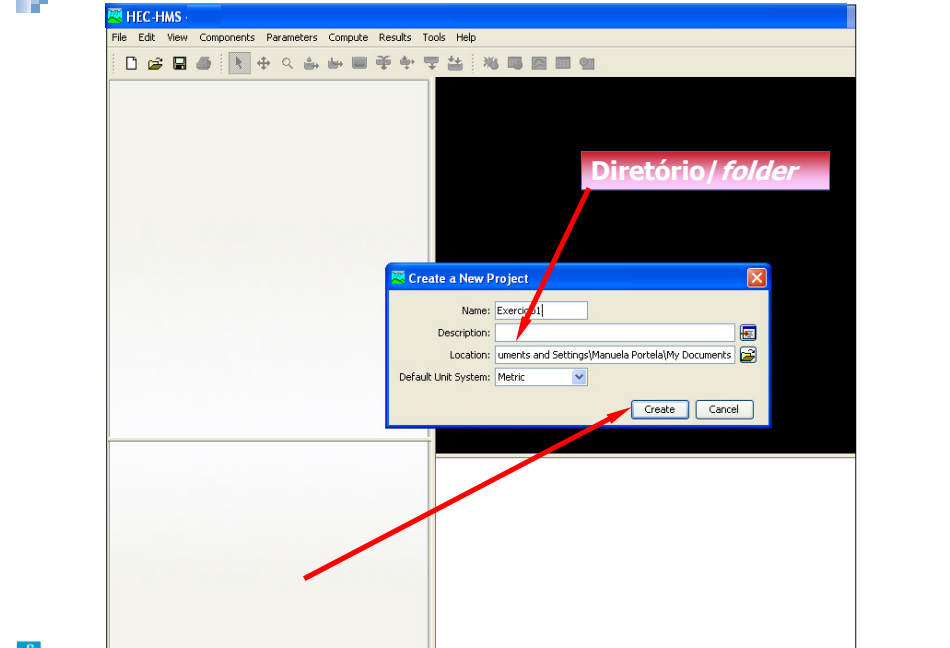 HEC-HMS
File Edit View Components Parameters Compute Results Tools Help
Diretório/folder
Create a New Project
Name: Exercicio1
Description:
Location: uments and Settings\Manuela Portela\My Documents
Default Unit System: Metric
Create Cancel